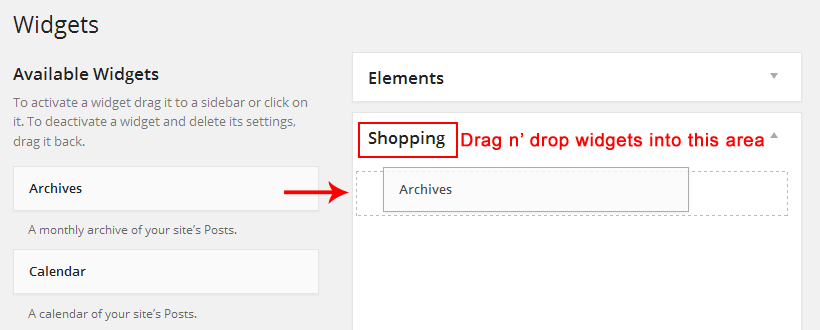 Widgets
Available Widgets
To activate a widget drag it to a sidebar or click on
it. To deactivate a widget and delete its settings,
drag it back.
Archives
A monthly archive of your site's Posts.
Calendar
A calendar of your site's Posts.
Elements
Shopping Drag n' drop widgets into this area
Archives